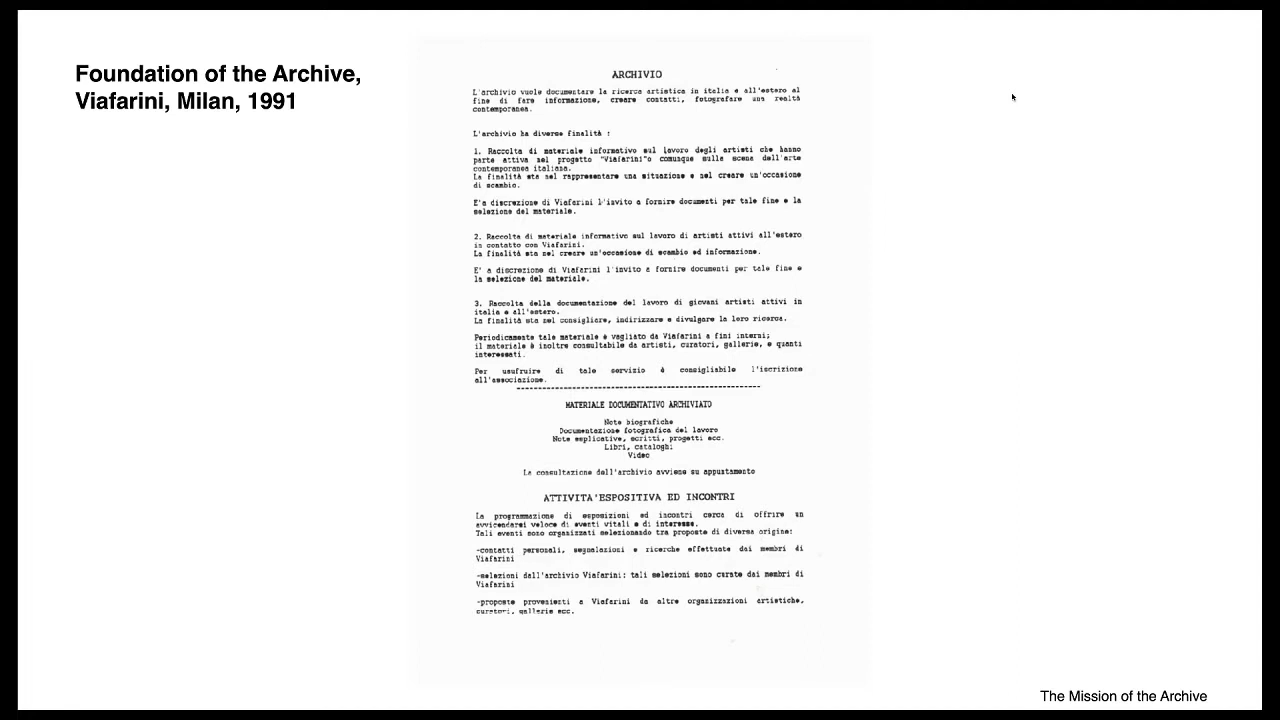 Foundation of the Archive,
Viafarini, Milan, 1991
ARCHIVIO
L'archivio vuole documentare la ricerca artistica in italia e all'estero al
fine di fare informazione, creare contatti, fotografare una realtà
contemporanea.
L'archivio ha diverse finalità :
1. Raccolta di materiale informativo sul lavoro degli artisti che hanno
parte attiva nel progetto "Viafarini"o comunque sulla scena dell'arte
contemporanea italiana.
La finalità sta nel rappresentare una situazione e nel creare un'occasione
di scambio.
E'a discrezione di Viafarini l'invito a fornire documenti per tale fine e la
selezione del materiale.
2. Raccolta di materiale informativo sul lavoro di artisti attivi all'estero
in contatto con Viafarini.
La finalità sta nel creare un'occasione di scambio ed informazione.
E' a discrezione di Viafarini l'invito a fornire documenti per tale fine e
la selezione del materiale.
3. Raccolta della documentazione del lavoro di giovani artisti attivi in
italia e all'estero.
La finalità sta nel consigliare, indirizzare e divulgare la loro ricerca.
Periodicamente tale materiale è vagliato da Viafarini a fini interni;
il materiale è inoltre consultabile da artisti, curatori, gallerie, e quanti
interessati.
Per usufruire di tale servizio è consigliabile l'iscrizione
all'associazione.
MATERIALE DOCUMENTATIVO ARCHIVIATO
Note biografiche
Documentazione fotografica del lavoro
Note esplicative, scritti, progetti ecc.
Libri, cataloghi
Video
La consultazione dell'archivio avviene su appuntamento
ATTIVITA'ESPOSITIVA ED INCONTRI
La programmazione di esposizioni ed incontri cerca di offrire un
avvicendarsi veloce di eventi vitali e di interesse.
Tali eventi sono organizzati selezionando tra proposte di diversa origine:
-contatti personali, segnalazioni e ricerche effettuate dai membri di
Viafarini
-selezioni dall'archivio Viafarini: tali selezioni sono curate dai membri di
Viafarini
-proposte provenienti a Viafarini da altre organizzazioni artistiche,
curatori, gallerie ecc.
The Mission of the Archive